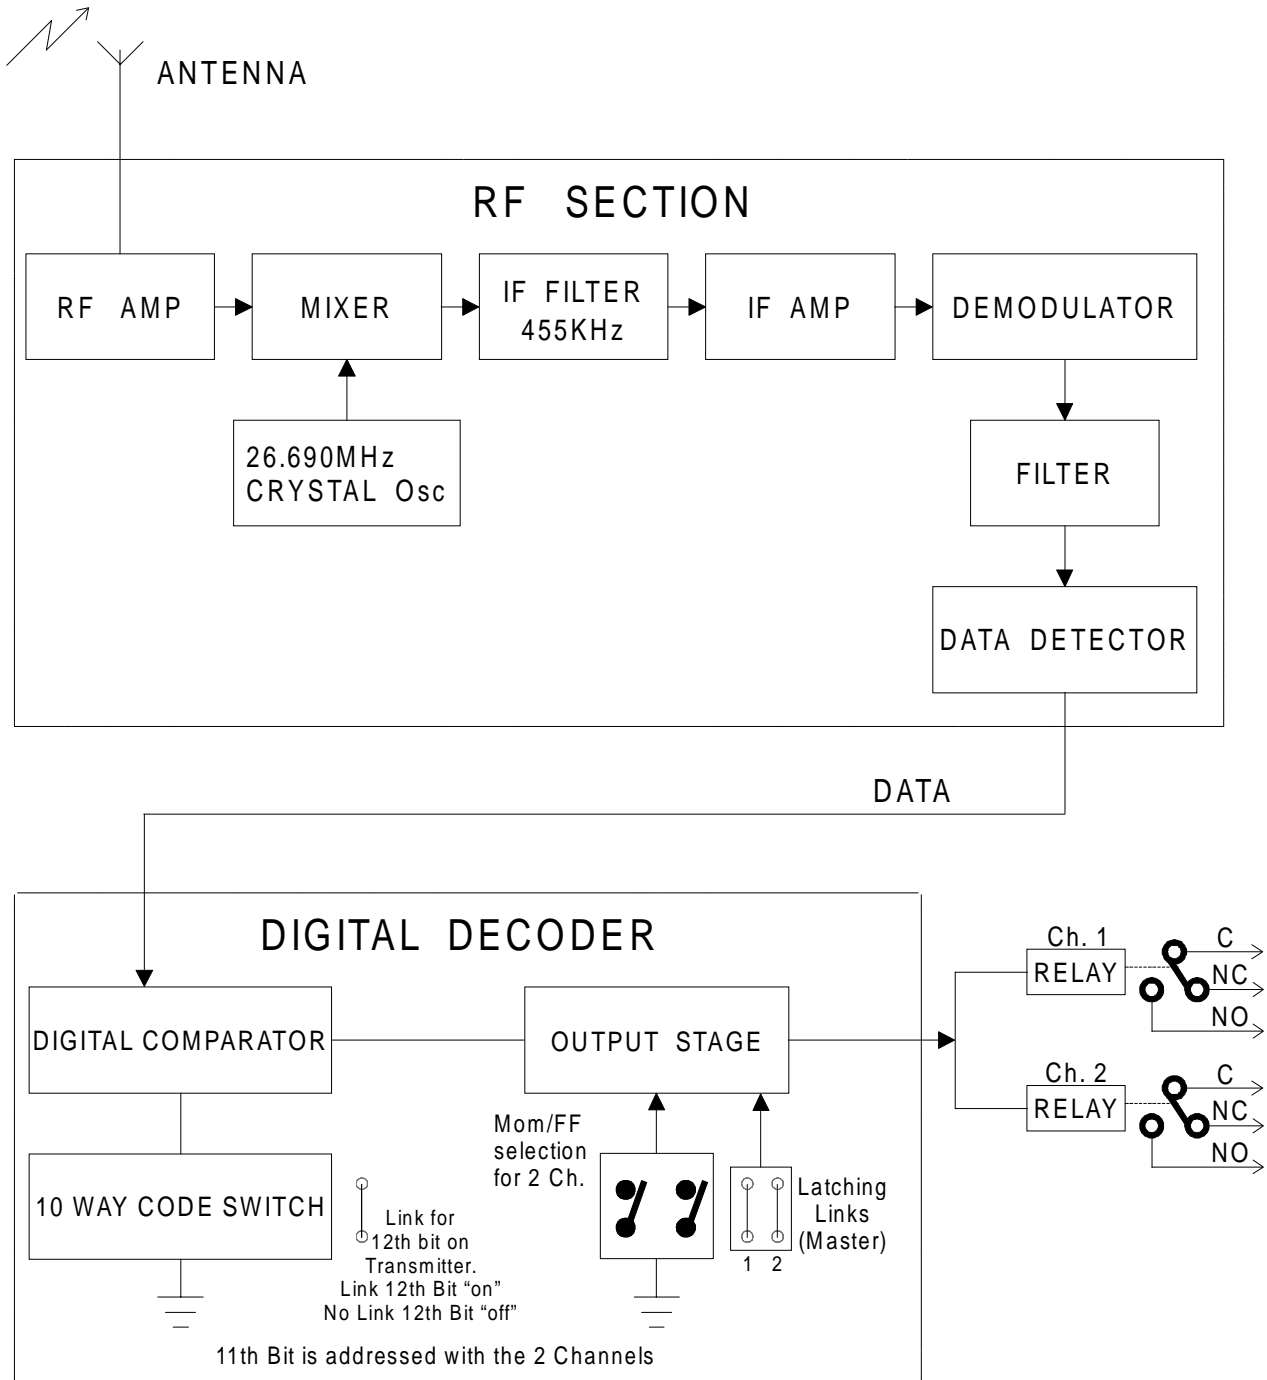 ANTENNA
RF SECTION
RF AMP
MIXER
IF FILTER
455KHz
IF AMP
DEMODULATOR
26.690MHz
CRYSTAL Osc
FILTER
DATA DETECTOR
DATA
DIGITAL DECODER
DIGITAL COMPARATOR
OUTPUT STAGE
Ch. 1
RELAY
C
NC
NO
Ch. 2
RELAY
C
NC
NO
Mom/FF
selection
for 2 Ch.
10 WAY CODE SWITCH
Link for
12th bit on
Transmitter.
Link 12th Bit “on”
No Link 12th Bit “off”
Latching
Links
(Master)
1 2
11th Bit is addressed with the 2 Channels